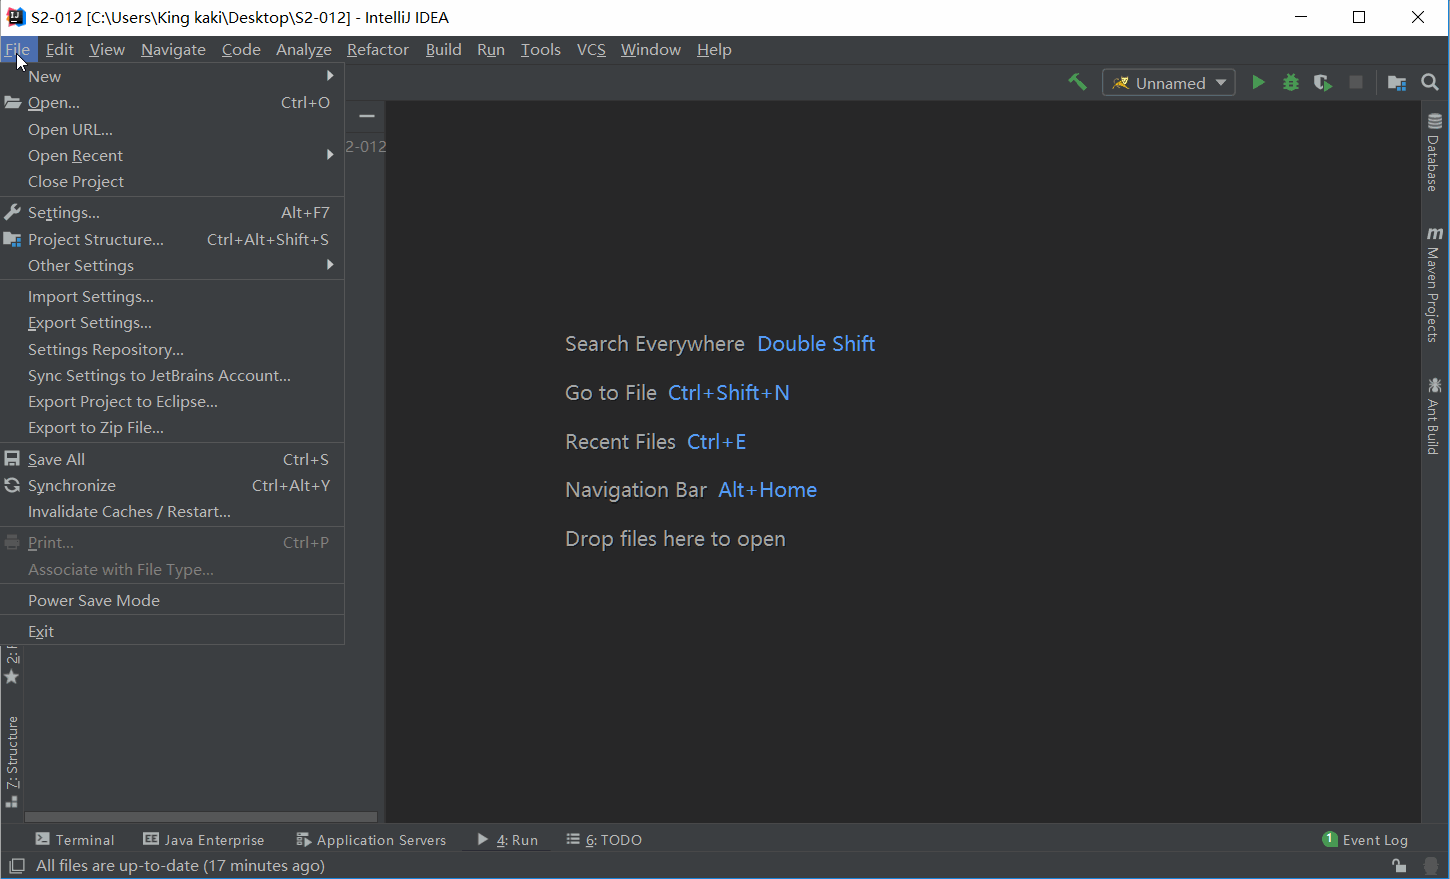 S2-012 [C:\Users\King kaki\Desktop\S2-012] - IntelliJ IDEA
File Edit View Navigate Code Analyze Refactor Build Run Tools VCS Window Help
Unnamed
New
Open... Ctrl+O
Open URL...
Open Recent
Close Project
Settings... Alt+F7
Project Structure... Ctrl+Alt+Shift+S
Other Settings
Import Settings...
Export Settings...
Settings Repository...
Sync Settings to JetBrains Account...
Export Project to Eclipse...
Export to Zip File...
Save All Ctrl+S
Synchronize Ctrl+Alt+Y
Invalidate Caches / Restart...
Print... Ctrl+P
Associate with File Type...
Power Save Mode
Exit
2-012
2:
7: Structure
Search Everywhere Double Shift
Go to File Ctrl+Shift+N
Recent Files Ctrl+E
Navigation Bar Alt+Home
Drop files here to open
Database
m Maven Projects
Ant Build
Terminal Java Enterprise Application Servers 4: Run 6: TODO 1 Event Log
All files are up-to-date (17 minutes ago)